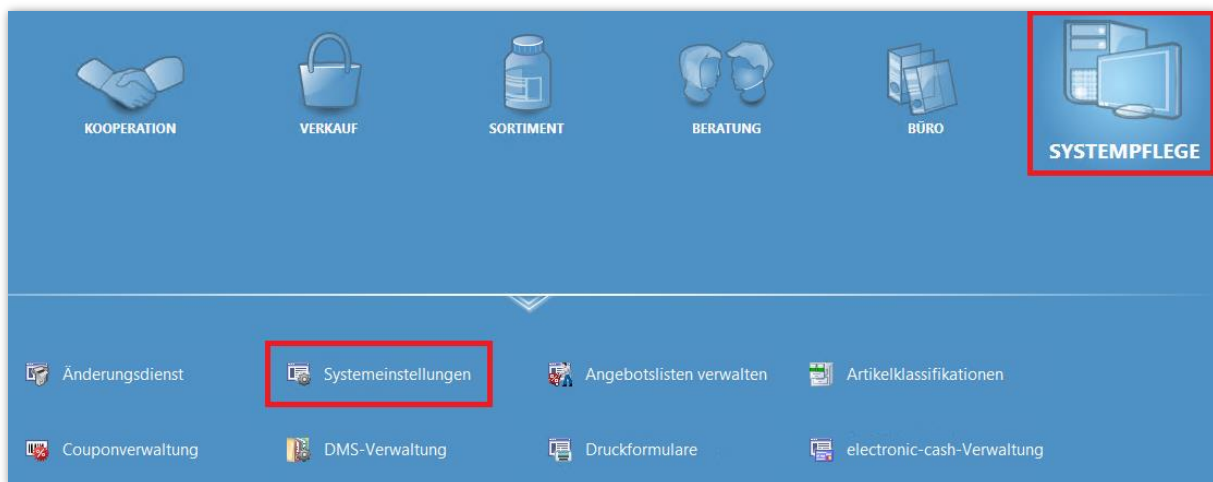 KOOPERATION
VERKAUF
SORTIMENT
BERATUNG
BÜRO
SYSTEMPFLEGE
Änderungsdienst
Systemeinstellungen
Angebotslisten verwalten
Artikelklassifikationen
Couponverwaltung
DMS-Verwaltung
Druckformulare
electronic-cash-Verwaltung